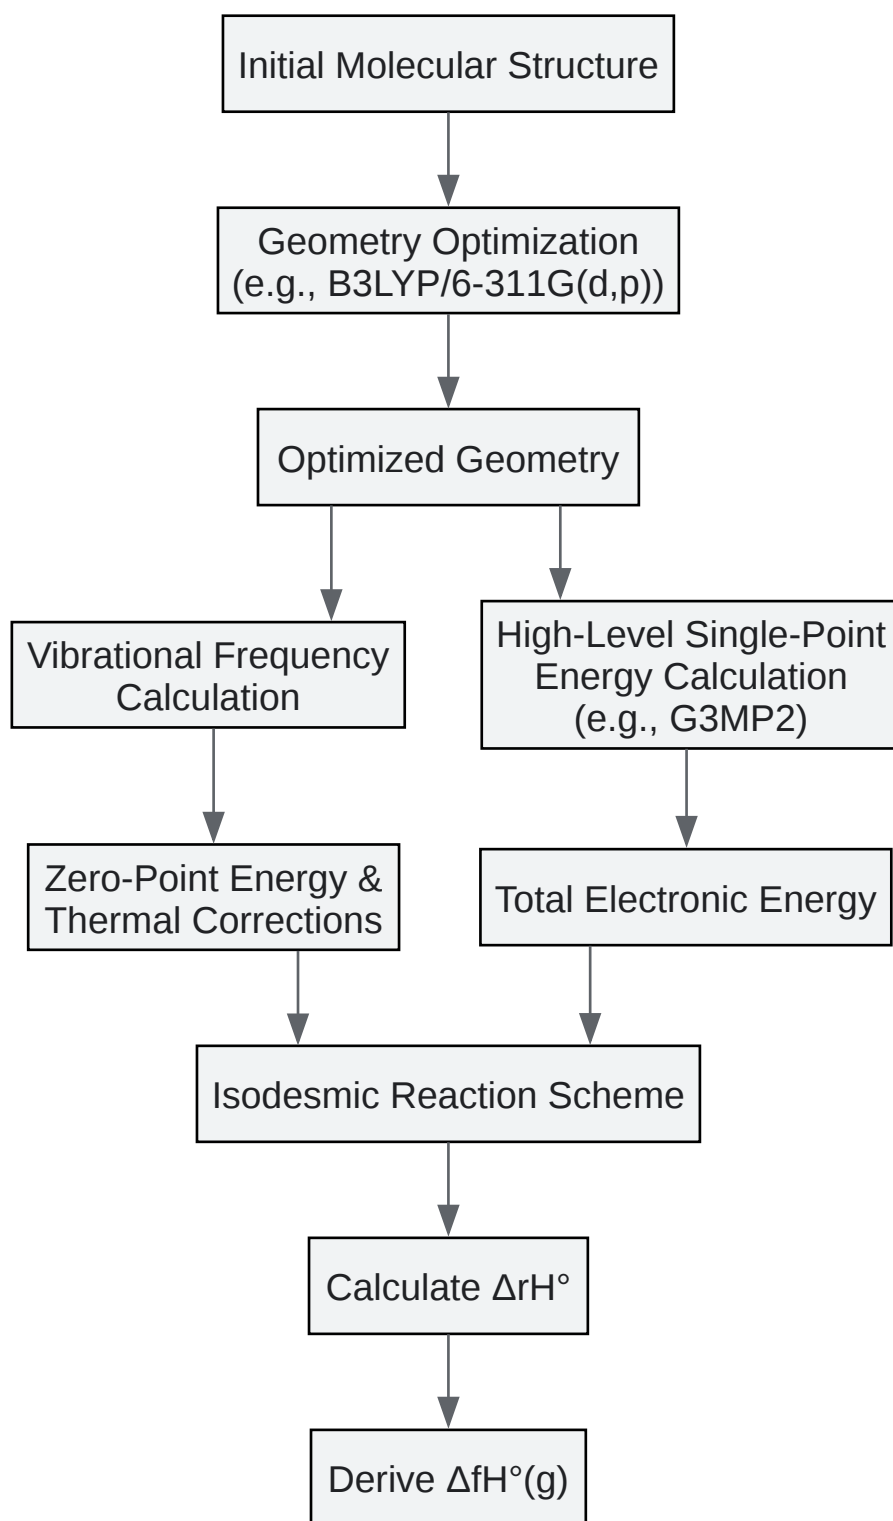 Initial Molecular Structure
Geometry Optimization
(e.g., B3LYP/6-311G(d,p))
Optimized Geometry
Vibrational Frequency
Calculation
High-Level Single-Point
Energy Calculation
(e.g., G3MP2)
Zero-Point Energy &
Thermal Corrections
Total Electronic Energy
Isodesmic Reaction Scheme
Calculate ΔrH°
Derive ΔfH°(g)